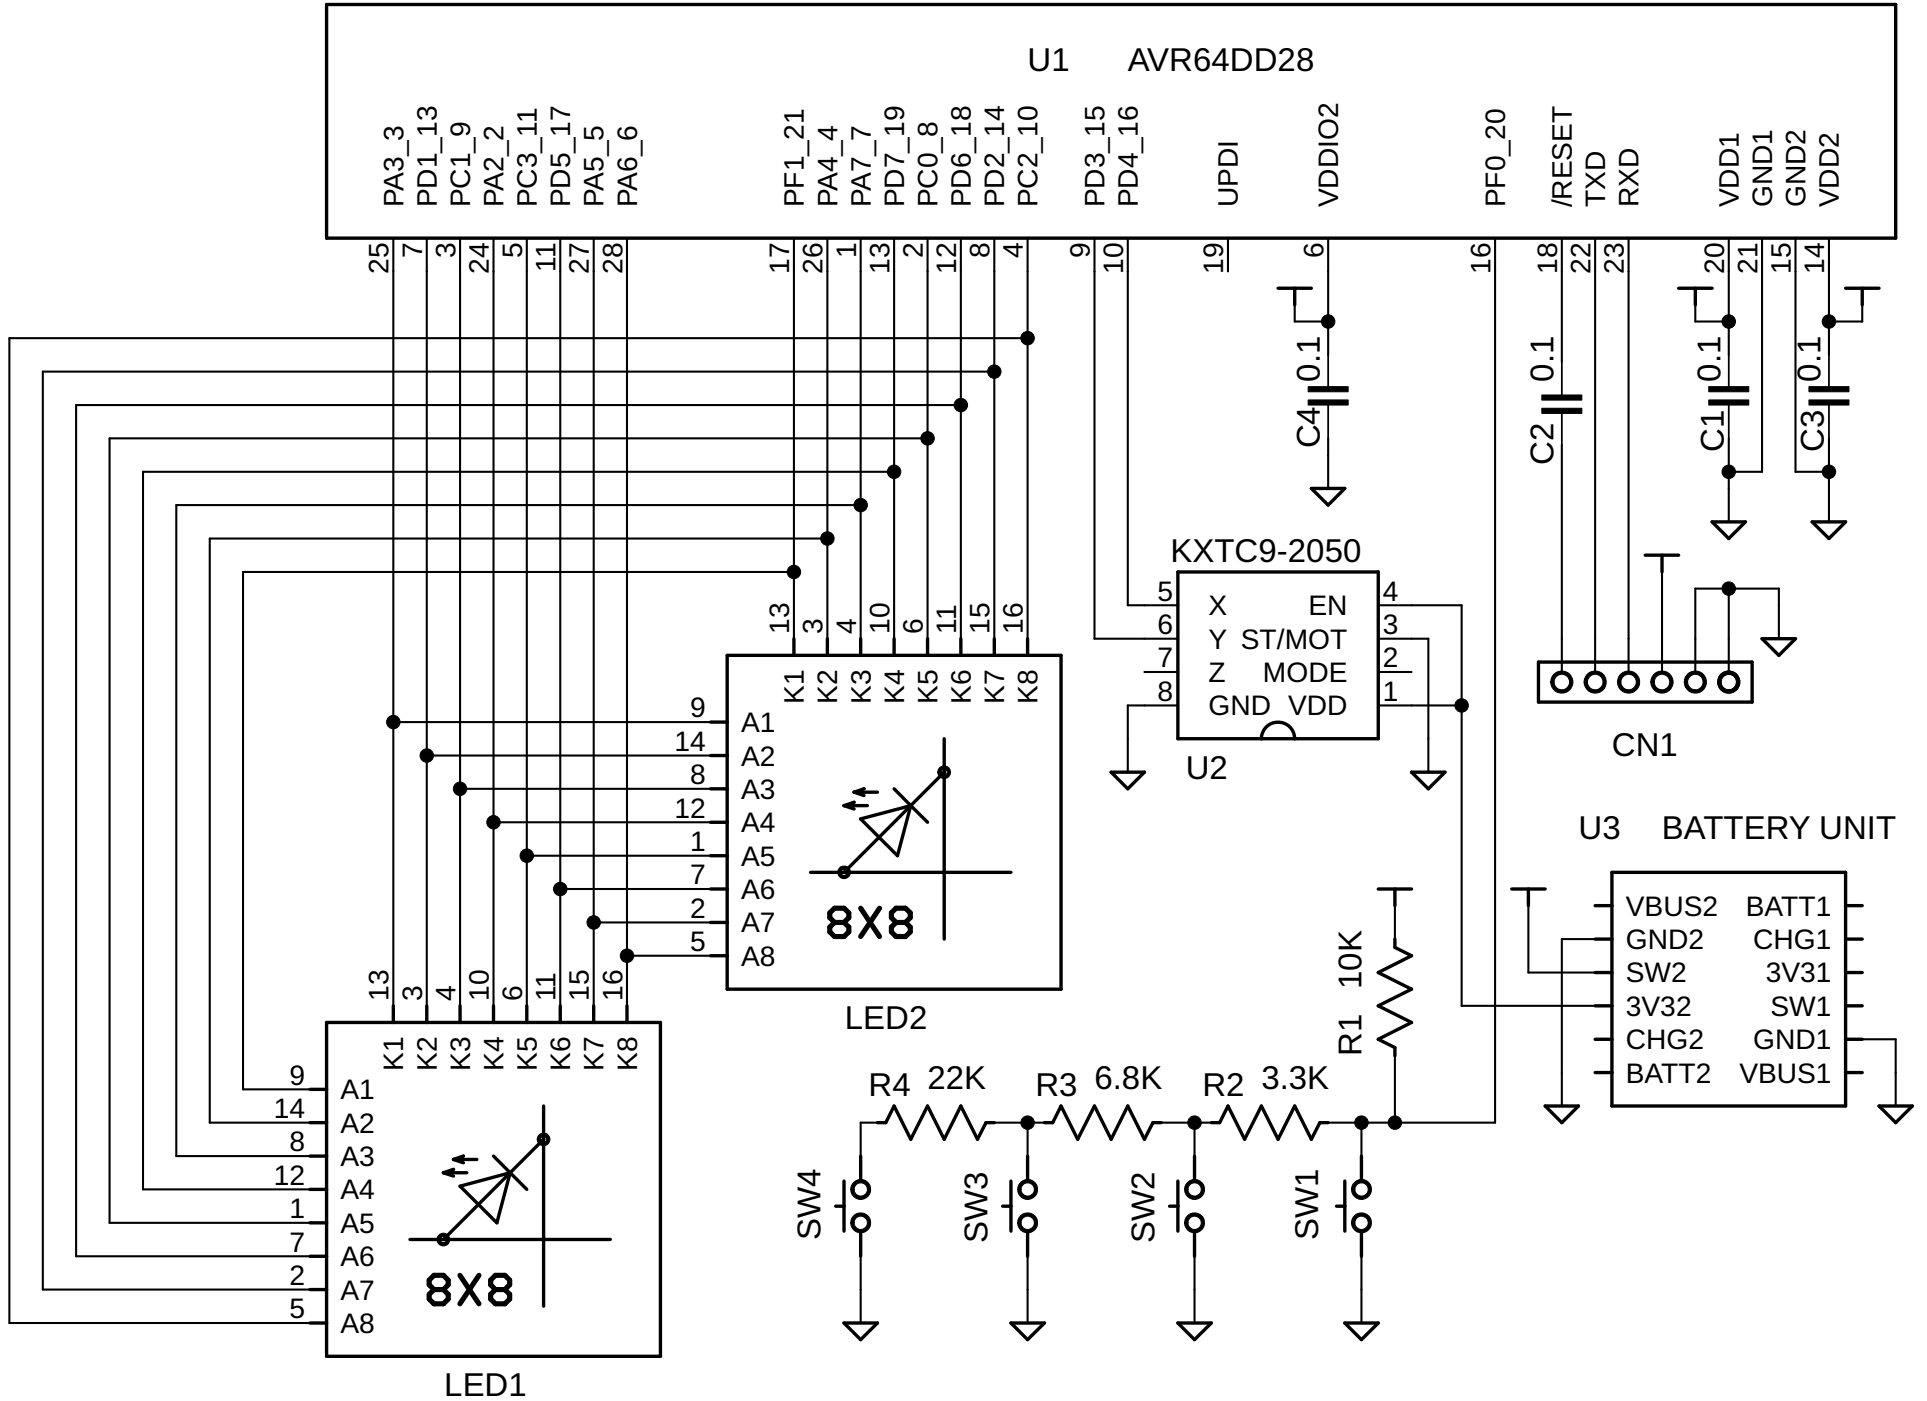 U1 AVR64DD28
PA3_3 PD1_13 PC1_9 PA2_2 PC3_11 PD5_17 PA5_5 PA6_6 PF1_21 PA4_4 PA7_7 PD7_19 PC0_8 PD6_18 PD2_14 PC2_10 PD3_15 PD4_16 UPDI VDDIO2 PF0_20 /RESET TXD RXD VDD1 GND1 GND2 VDD2
25 7 3 24 5 11 27 28 17 26 1 13 2 12 8 4 9 10 19 6 16 18 22 23 20 21 15 14
C4 0.1
C2 0.1
C1 0.1
C3 0.1
KXTC9-2050
5 X EN 4
6 Y ST/MOT 3
7 Z MODE 2
8 GND VDD 1
U2
CN1
13 3 4 10 6 11 15 16
K1 K2 K3 K4 K5 K6 K7 K8
9 A1
14 A2
8 A3
12 A4
1 A5
7 A6
2 A7
5 A8
8X8
LED2
U3 BATTERY UNIT
VBUS2 BATT1
GND2 CHG1
SW2 3V31
3V32 SW1
CHG2 GND1
BATT2 VBUS1
13 3 4 10 6 11 15 16
K1 K2 K3 K4 K5 K6 K7 K8
9 A1
14 A2
8 A3
12 A4
1 A5
7 A6
2 A7
5 A8
8X8
LED1
R1 10K
R4 22K R3 6.8K R2 3.3K
SW4 SW3 SW2 SW1